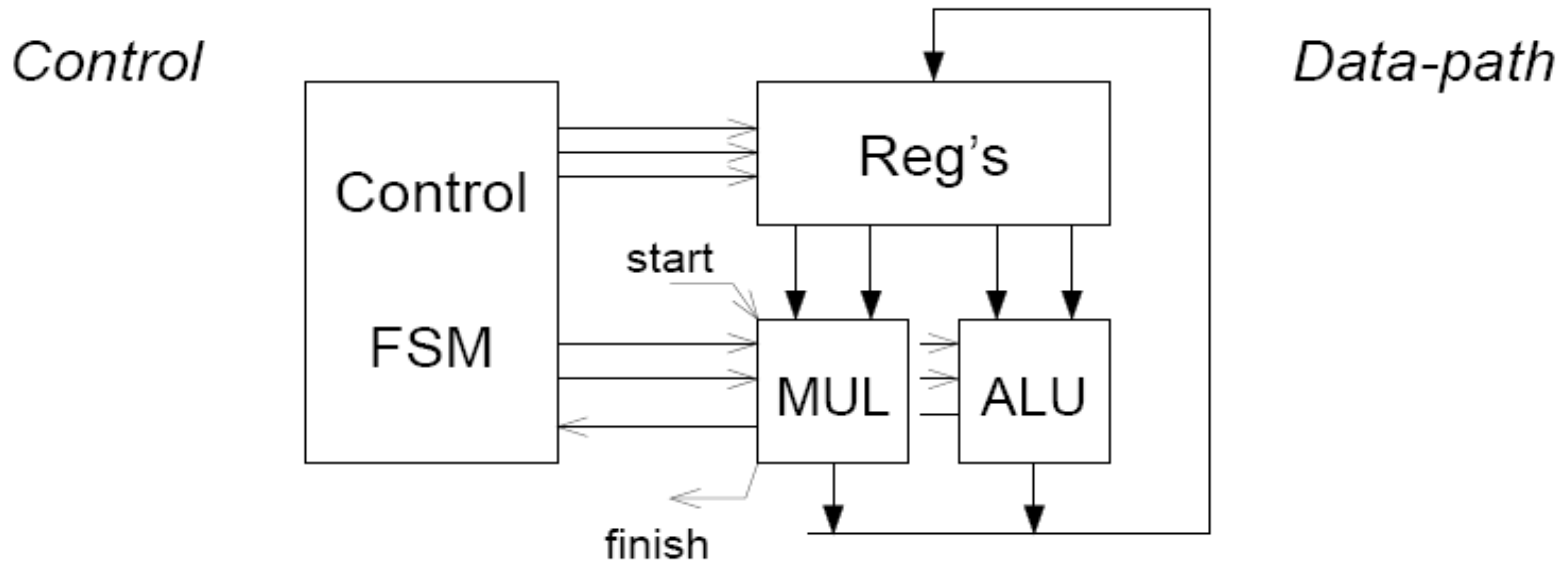 Control
Data-path
Control
FSM
Reg's
start
MUL
ALU
finish